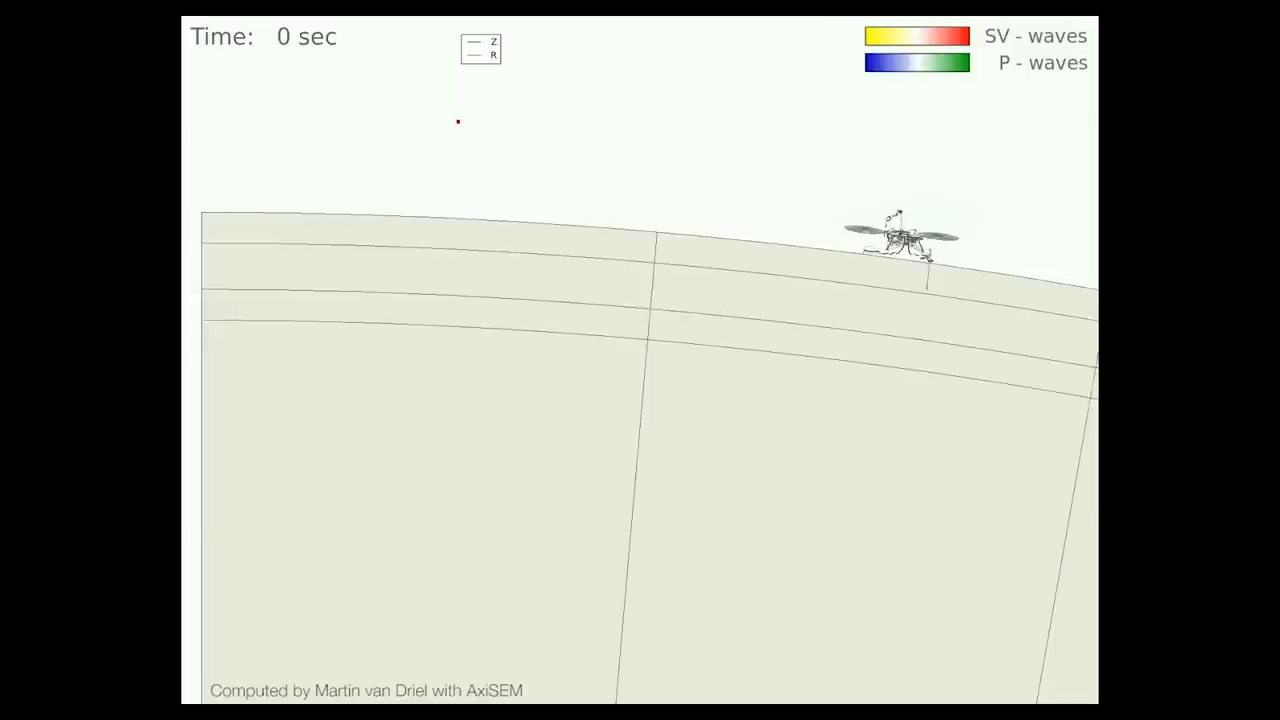 Time: 0 sec
Z
R
SV - waves
P - waves
Computed by Martin van Driel with AxiSEM